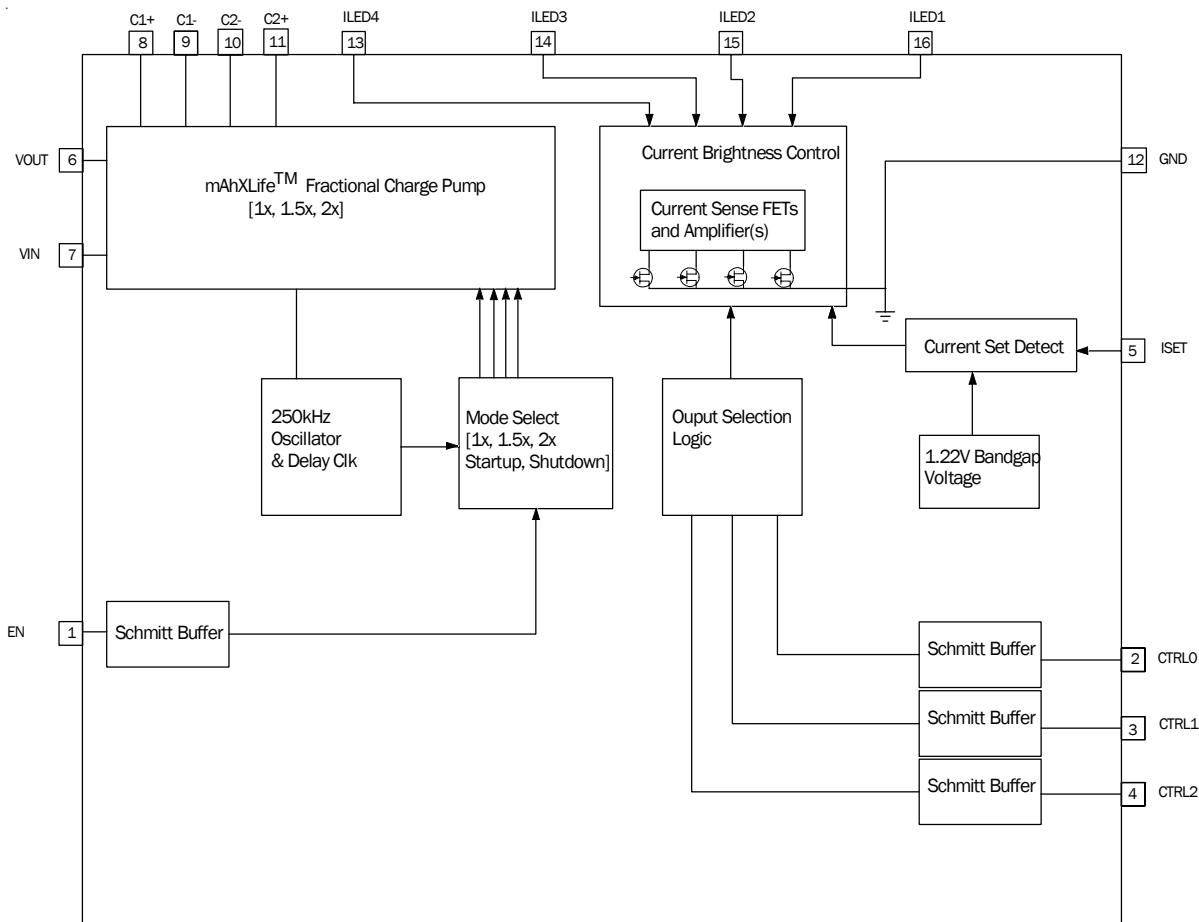 C1+
C1-
C2-
C2+
ILED4
ILED3
ILED2
ILED1
8
9
10
11
13
14
15
16
VOUT
6
mAhXLife™ Fractional Charge Pump
[1x, 1.5x, 2x]
VIN
7
Current Brightness Control
Current Sense FETs
and Amplifier(s)
12
GND
Current Set Detect
5
ISET
250kHz
Oscillator
& Delay Clk
Mode Select
[1x, 1.5x, 2x
Startup, Shutdown]
Ouput Selection
Logic
1.22V Bandgap
Voltage
EN
1
Schmitt Buffer
Schmitt Buffer
2
CTRL0
Schmitt Buffer
3
CTRL1
Schmitt Buffer
4
CTRL2